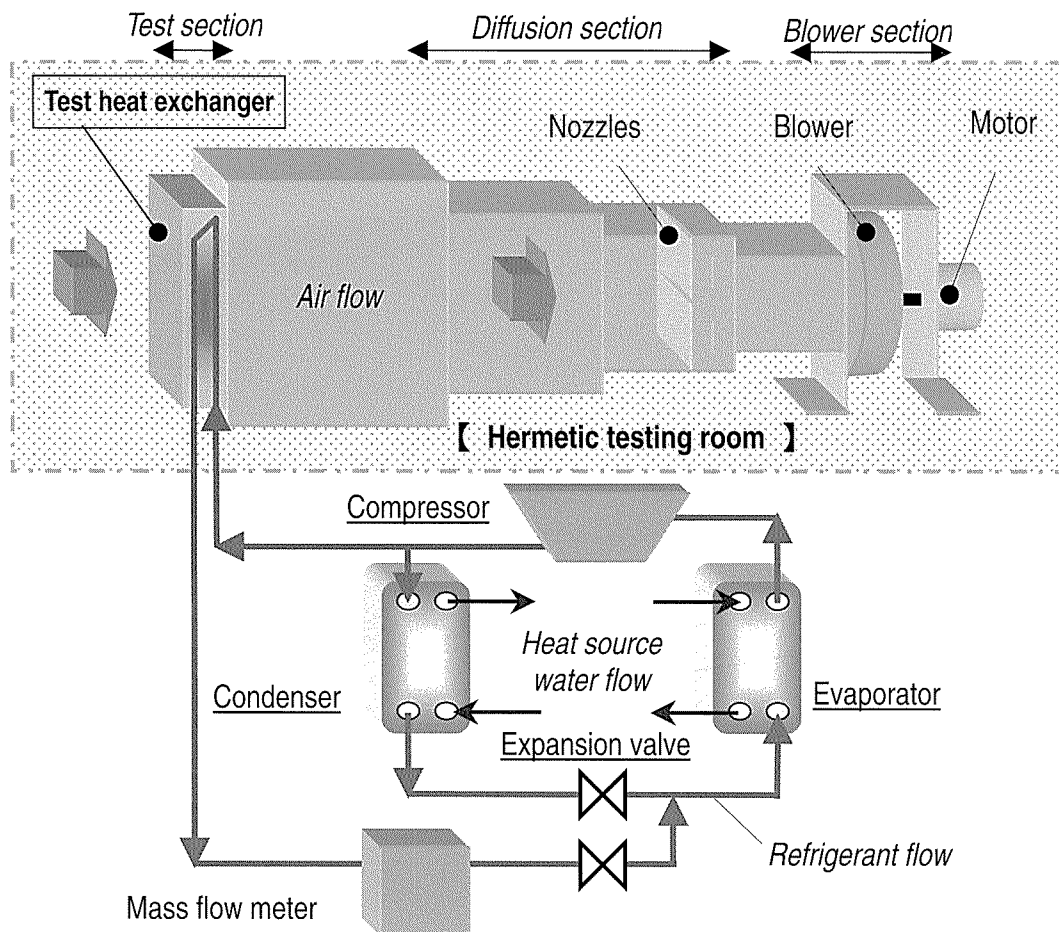 Test section
Diffusion section
Blower section
Test heat exchanger
Nozzles
Blower
Motor
Air flow
【 Hermetic testing room 】
Compressor
Heat source
water flow
Condenser
Evaporator
Expansion valve
Refrigerant flow
Mass flow meter